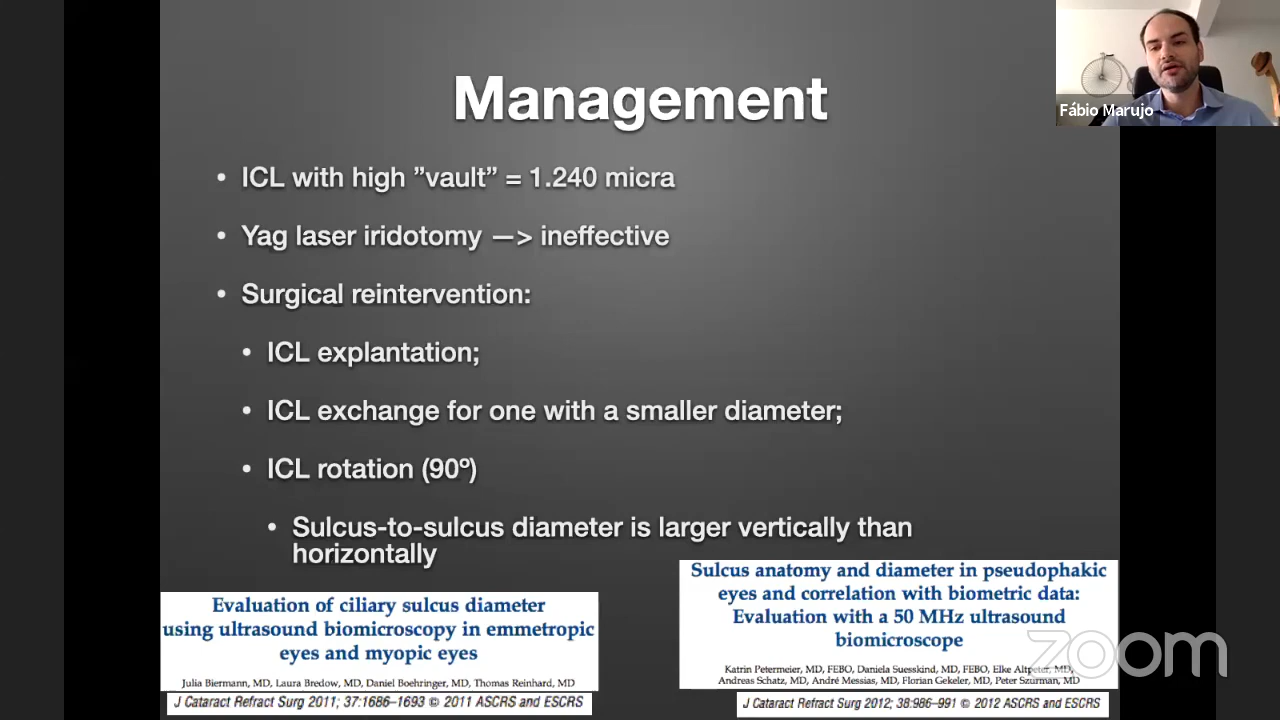 Management
Fábio Marujo
• ICL with high ”vault” = 1.240 micra
• Yag laser iridotomy —> ineffective
• Surgical reintervention:
• ICL explantation;
• ICL exchange for one with a smaller diameter;
• ICL rotation (90º)
• Sulcus-to-sulcus diameter is larger vertically than
horizontally
Evaluation of ciliary sulcus diameter
using ultrasound biomicroscopy in emmetropic
eyes and myopic eyes
Julia Biermann, MD, Laura Bredow, MD, Daniel Boehringer, MD, Thomas Reinhard, MD
J Cataract Refract Surg 2011; 37:1686–1693 © 2011 ASCRS and ESCRS
Sulcus anatomy and diameter in pseudophakic
eyes and correlation with biometric data:
Evaluation with a 50 MHz ultrasound
biomicroscope
Katrin Petermeier, MD, FEBO, Daniela Suesskind, MD, FEBO, Elke Altpeter, MD,
Andreas Schatz, MD, André Messias, MD, Florian Gekeler, MD, Peter Szurman, MD
J Cataract Refract Surg 2012; 38:986–991 © 2012 ASCRS and ESCRS
zoom